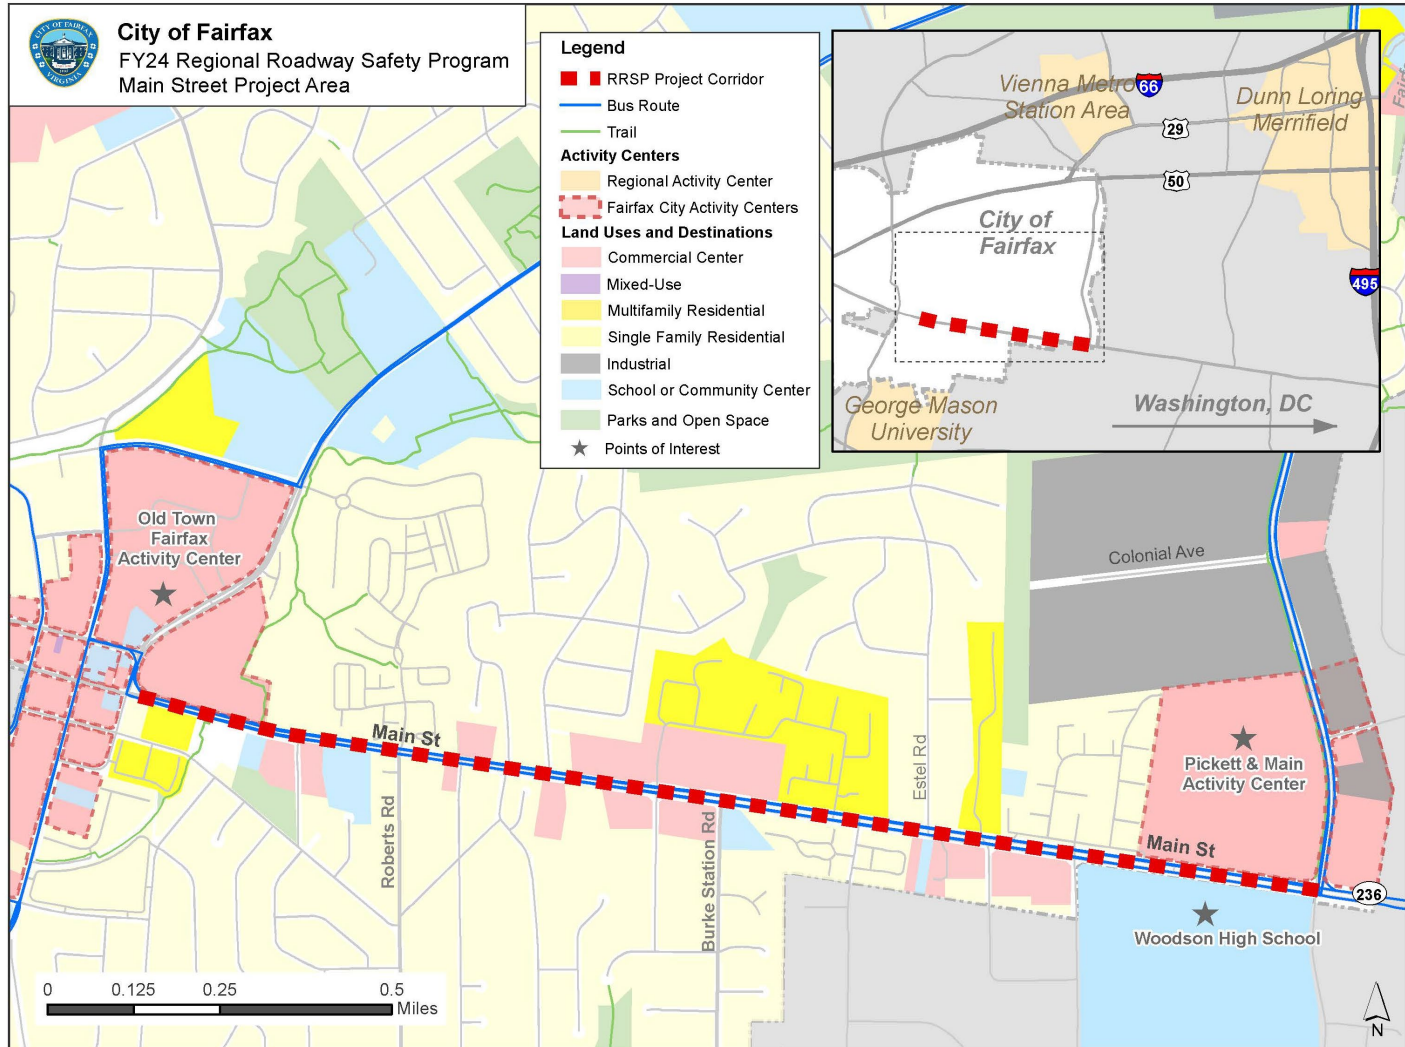 CITY OF FAIRFAX
VIRGINIA
City of Fairfax
FY24 Regional Roadway Safety Program
Main Street Project Area
Legend
RRSP Project Corridor
Bus Route
Trail
Activity Centers
Regional Activity Center
Fairfax City Activity Centers
Land Uses and Destinations
Commercial Center
Mixed-Use
Multifamily Residential
Single Family Residential
Industrial
School or Community Center
Parks and Open Space
Points of Interest
Vienna Metro
Station Area
66
Dunn Loring
Merrifield
29
50
City of
Fairfax
495
George Mason
University
Washington, DC
Old Town
Fairfax
Activity Center
Colonial Ave
Main St
Roberts Rd
Burke Station Rd
Estel Rd
Pickett & Main
Activity Center
Main St
236
Woodson High School
0 0.125 0.25 0.5
Miles
N